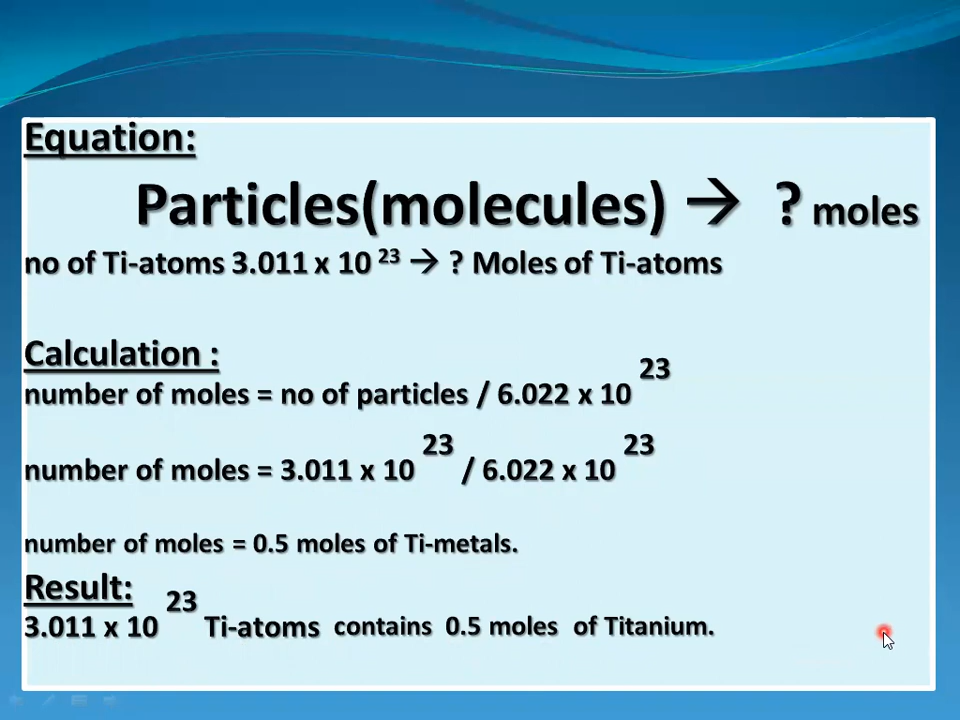 Equation:
Particles(molecules) → ? moles
no of Ti-atoms 3.011 x 10 ²³ → ? Moles of Ti-atoms
Calculation :
number of moles = no of particles / 6.022 x 10 ²³
number of moles = 3.011 x 10 ²³ / 6.022 x 10 ²³
number of moles = 0.5 moles of Ti-metals.
Result:
3.011 x 10 ²³ Ti-atoms contains 0.5 moles of Titanium.